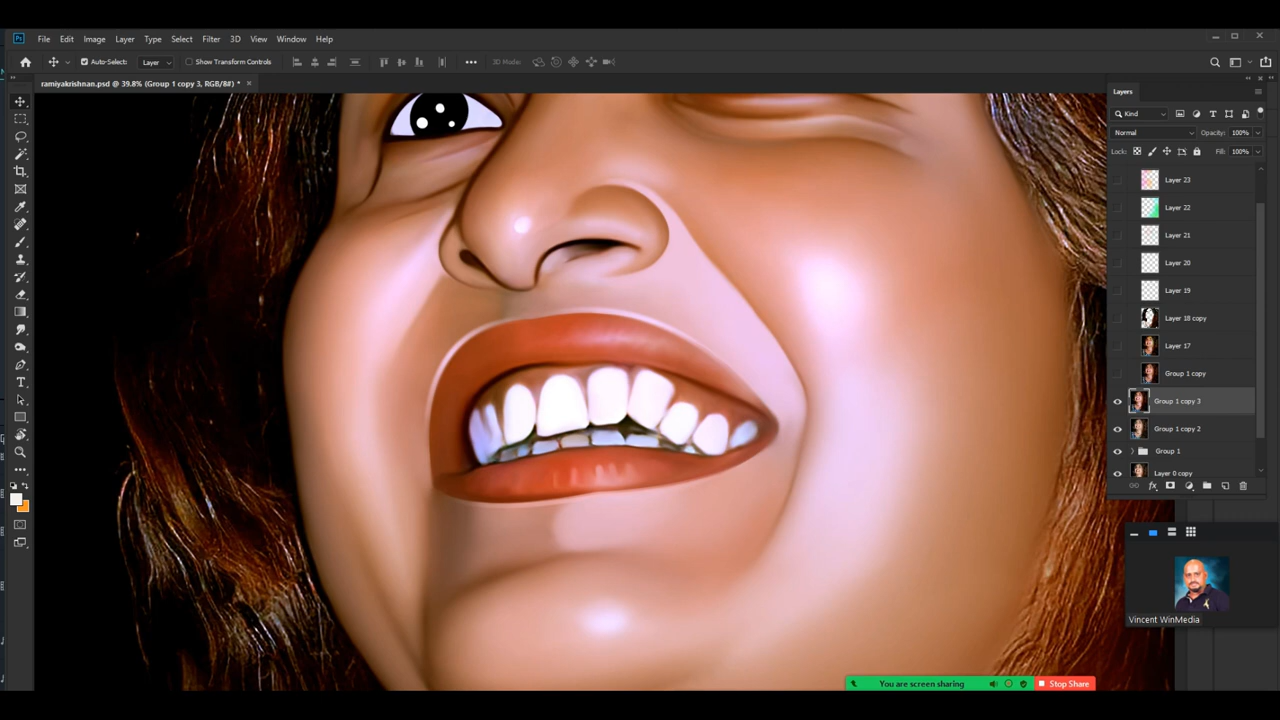 Ps File Edit Image Layer Type Select Filter 3D View Window Help
Auto-Select: Layer Show Transform Controls 3D Mode:
ramiyakrishnan.psd @ 39.8% (Group 1 copy 3, RGB/8#) *
Layers
Kind
Normal Opacity: 100%
Lock: Fill: 100%
Layer 23
Layer 22
Layer 21
Layer 20
Layer 19
Layer 18 copy
Layer 17
Group 1 copy
Group 1 copy 3
Group 1 copy 2
Group 1
Layer 0 copy
fx
Vincent WinMedia
You are screen sharing Stop Share